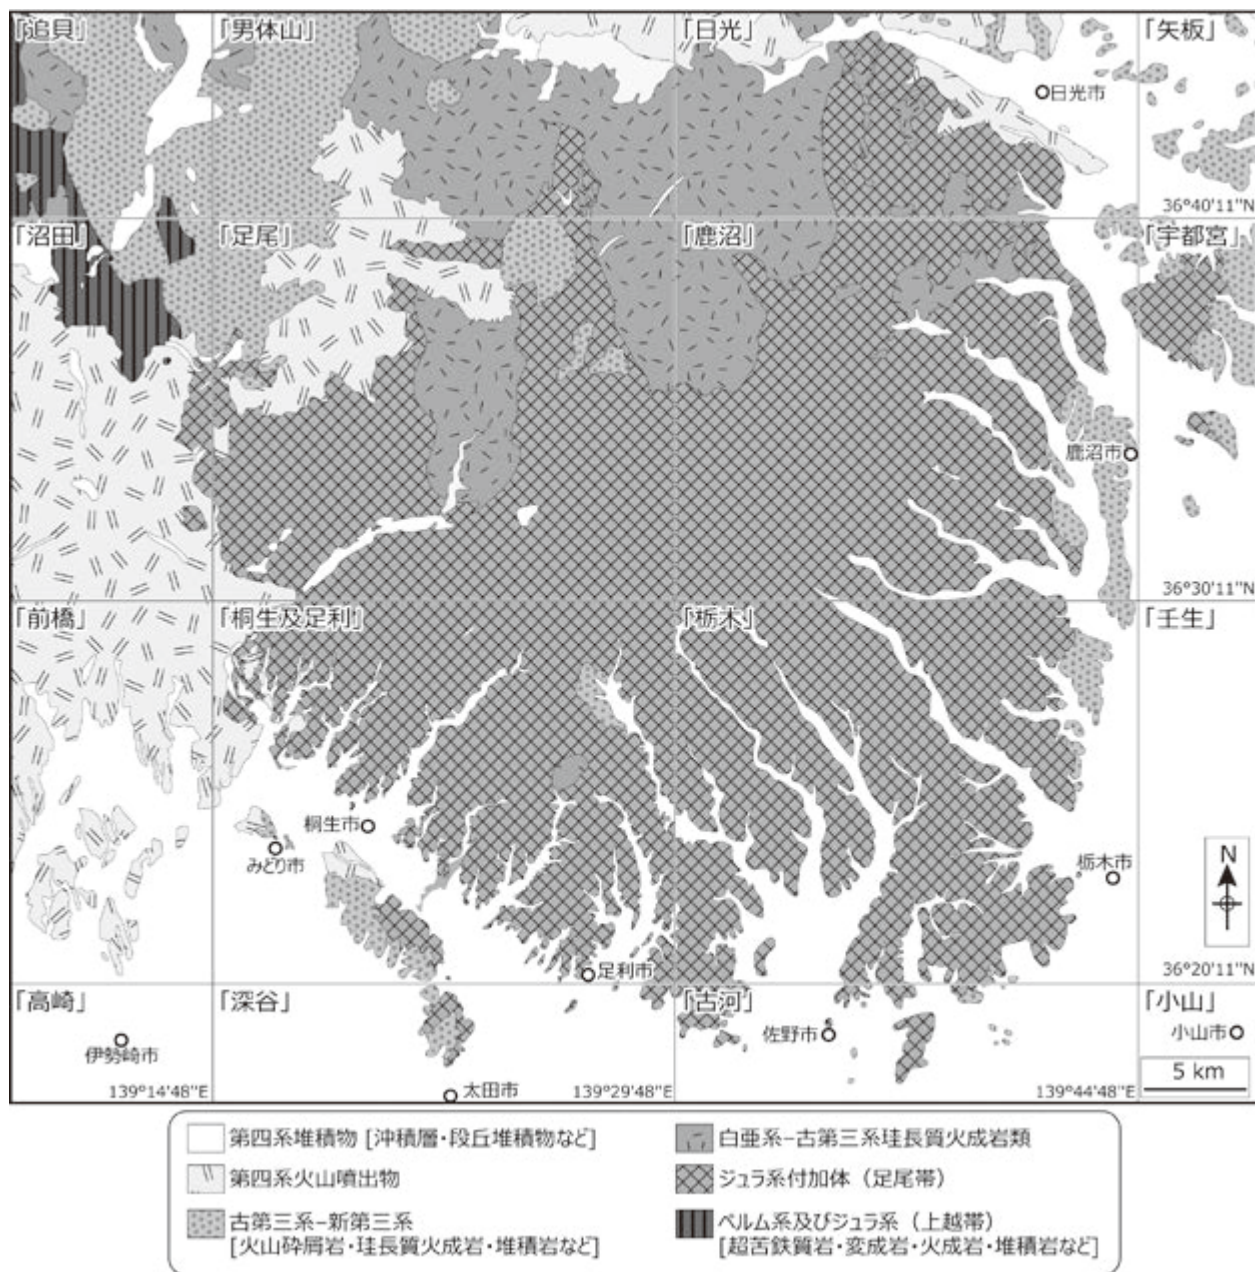 「追貝」
「男体山」
「日光」
「矢板」
日光市
36°40'11"N
「沼田」
「足尾」
「鹿沼」
「宇都宮」
鹿沼市
36°30'11"N
「前橋」
「桐生及足利」
「栃木」
「壬生」
桐生市
みどり市
栃木市
N
足利市
36°20'11"N
「高崎」
「深谷」
「古河」
「小山」
伊勢崎市
佐野市
小山市
139°14'48"E
太田市
139°29'48"E
139°44'48"E
5 km
第四系堆積物 [沖積層・段丘堆積物など]
第四系火山噴出物
古第三系−新第三系
[火山砕屑岩・珪長質火成岩・堆積岩など]
白亜系−古第三系珪長質火成岩類
ジュラ系付加体（足尾帯）
ペルム系及びジュラ系（上越帯）
[超苦鉄質岩・変成岩・火成岩・堆積岩など]